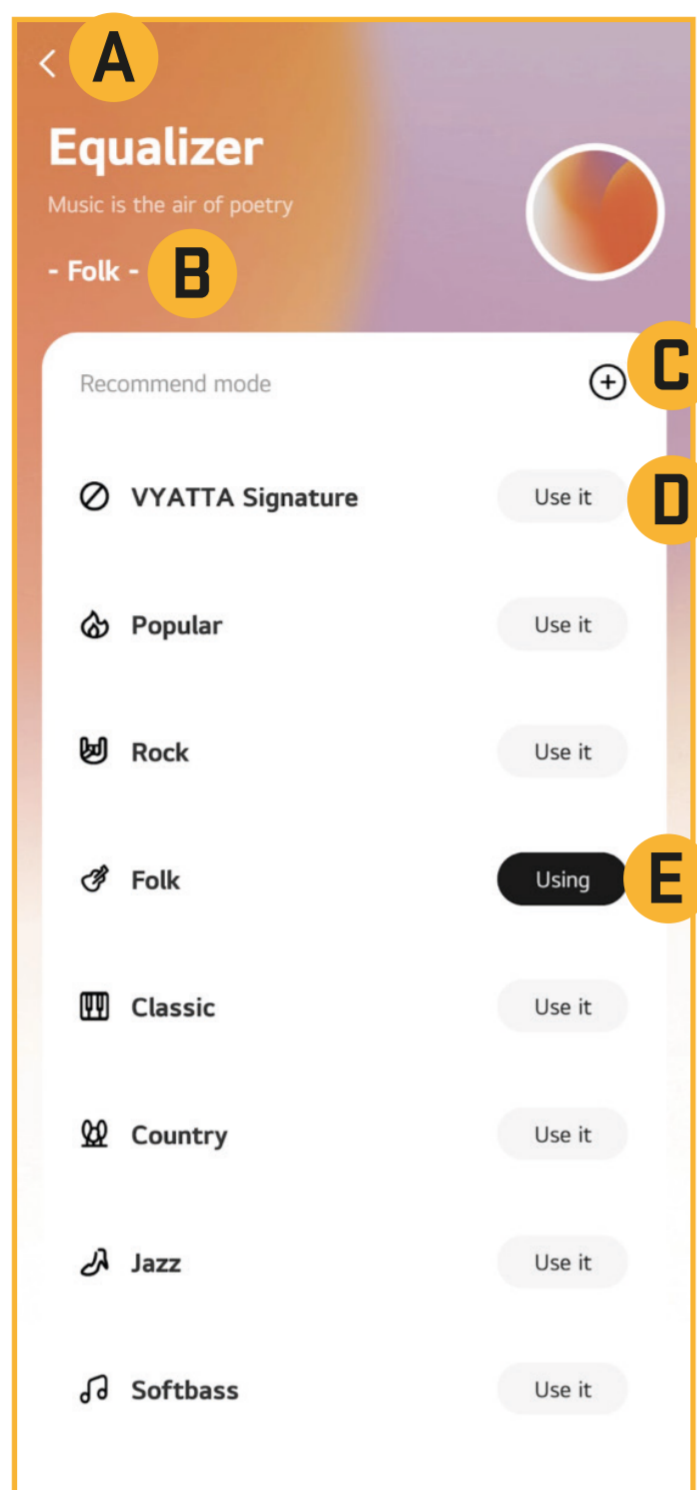 A
Equalizer
Music is the air of poetry
- Folk - B
C
Recommend mode
VYATTA Signature Use it D
Popular Use it
Rock Use it
Folk Using E
Classic Use it
Country Use it
Jazz Use it
Softbass Use it